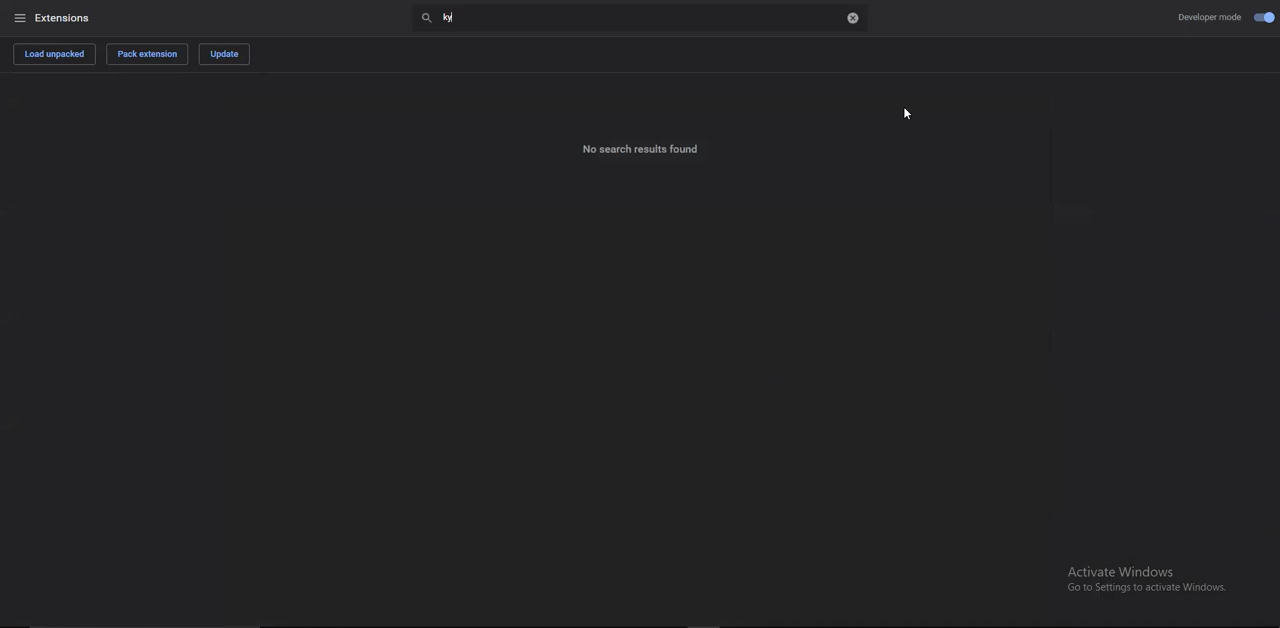 Extensions
ky
Developer mode
Load unpacked
Pack extension
Update
No search results found
Activate Windows
Go to Settings to activate Windows.